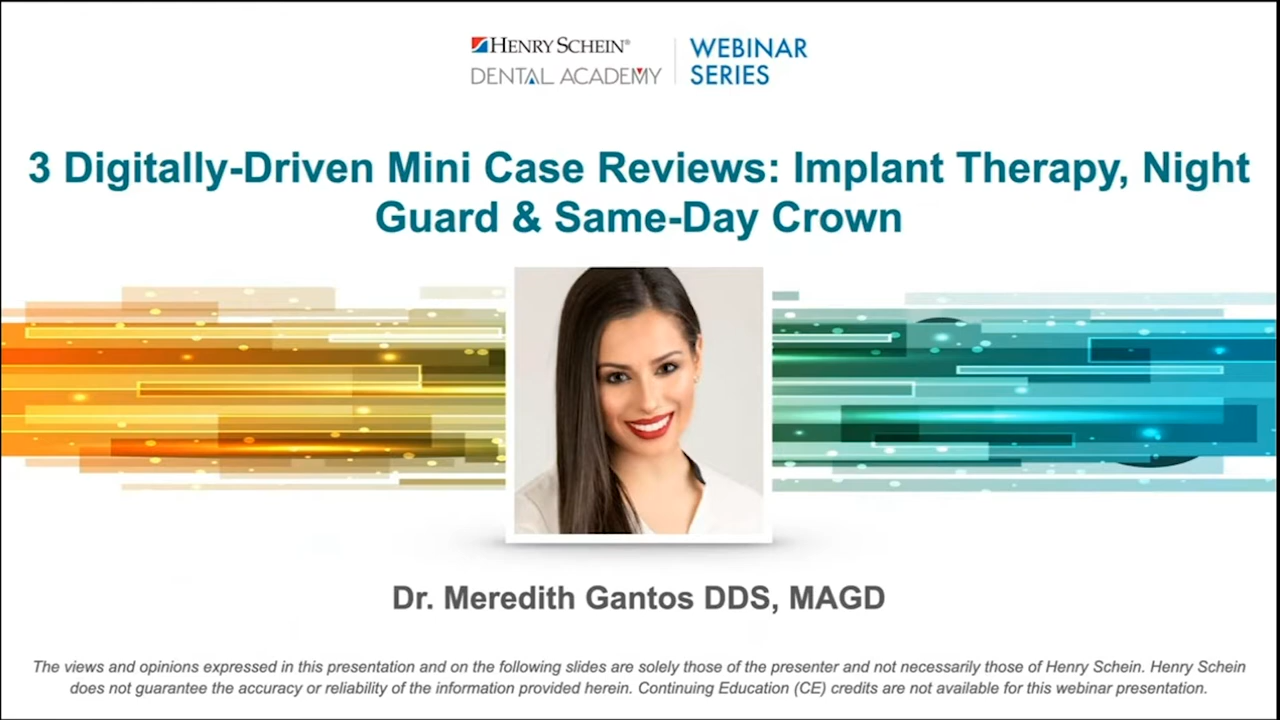 HENRY SCHEIN®
DENTAL ACADEMY
WEBINAR
SERIES
3 Digitally-Driven Mini Case Reviews: Implant Therapy, Night
Guard & Same-Day Crown
Dr. Meredith Gantos DDS, MAGD
The views and opinions expressed in this presentation and on the following slides are solely those of the presenter and not necessarily those of Henry Schein. Henry Schein
does not guarantee the accuracy or reliability of the information provided herein. Continuing Education (CE) credits are not available for this webinar presentation.